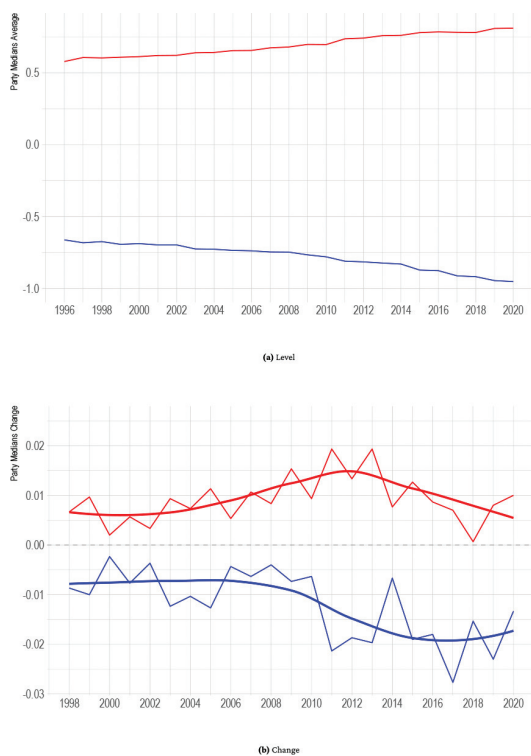 Party Medians Average
0.5
0.0
-0.5
-1.0
1996 1998 2000 2002 2004 2006 2008 2010 2012 2014 2016 2018 2020
(a) Level
Party Medians Change
0.02
0.01
0.00
-0.01
-0.02
-0.03
1998 2000 2002 2004 2006 2008 2010 2012 2014 2016 2018 2020
(b) Change